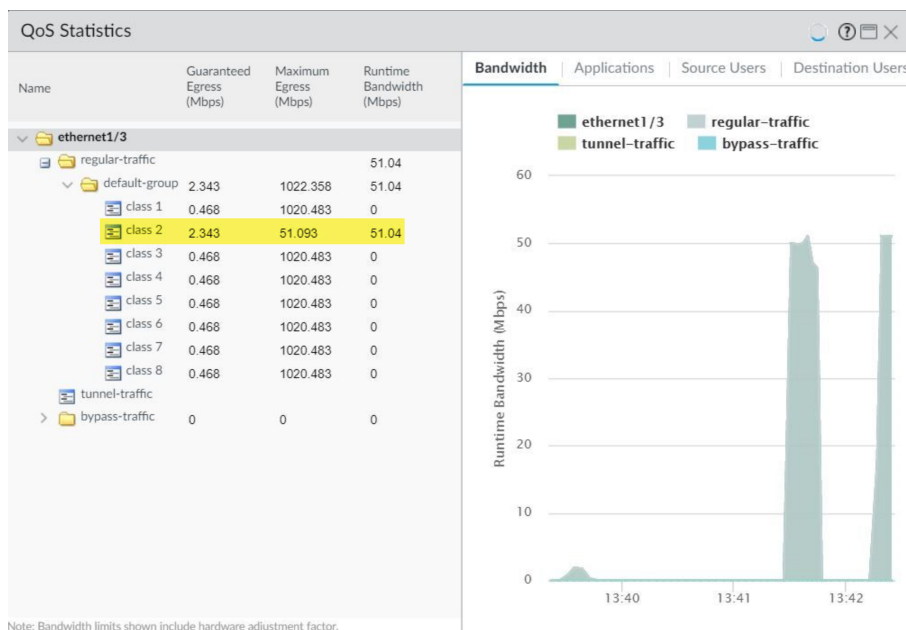 QoS Statistics
Name
Guaranteed Egress (Mbps)
Maximum Egress (Mbps)
Runtime Bandwidth (Mbps)
ethernet1/3
regular-traffic 51.04
default-group 2.343 1022.358 51.04
class 1 0.468 1020.483 0
class 2 2.343 51.093 51.04
class 3 0.468 1020.483 0
class 4 0.468 1020.483 0
class 5 0.468 1020.483 0
class 6 0.468 1020.483 0
class 7 0.468 1020.483 0
class 8 0.468 1020.483 0
tunnel-traffic
bypass-traffic 0 0 0
Note: Bandwidth limits shown include hardware adjustment factor.
Bandwidth Applications Source Users Destination Users
ethernet1/3 regular-traffic
tunnel-traffic bypass-traffic
Runtime Bandwidth (Mbps)
60
50
40
30
20
10
0
13:40 13:41 13:42